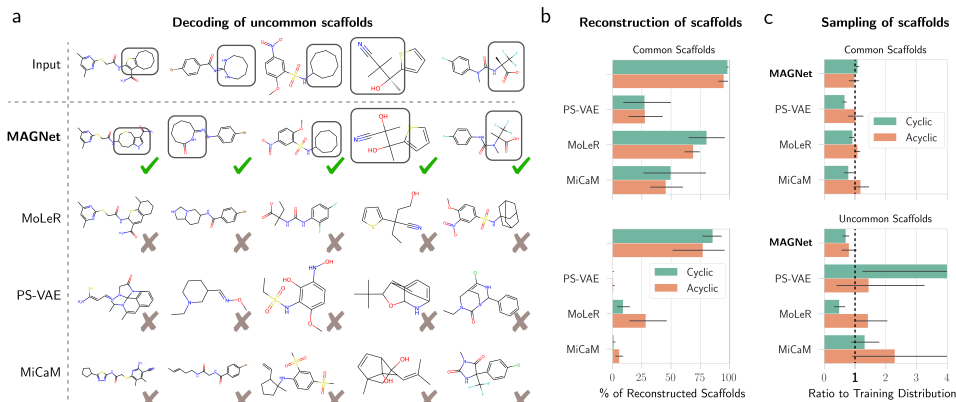 a
Decoding of uncommon scaffolds
Input
MAGNet
MoLeR
PS-VAE
MiCaM
b
Reconstruction of scaffolds
Common Scaffolds
PS-VAE
MoLeR
MiCaM
PS-VAE
MoLeR
MiCaM
Cyclic
Acyclic
0
25
50
75
100
% of Reconstructed Scaffolds
c
Sampling of scaffolds
Common Scaffolds
MAGNet
PS-VAE
MoLeR
MiCaM
Cyclic
Acyclic
Uncommon Scaffolds
MAGNet
PS-VAE
MoLeR
MiCaM
0
1
2
3
4
Ratio to Training Distribution